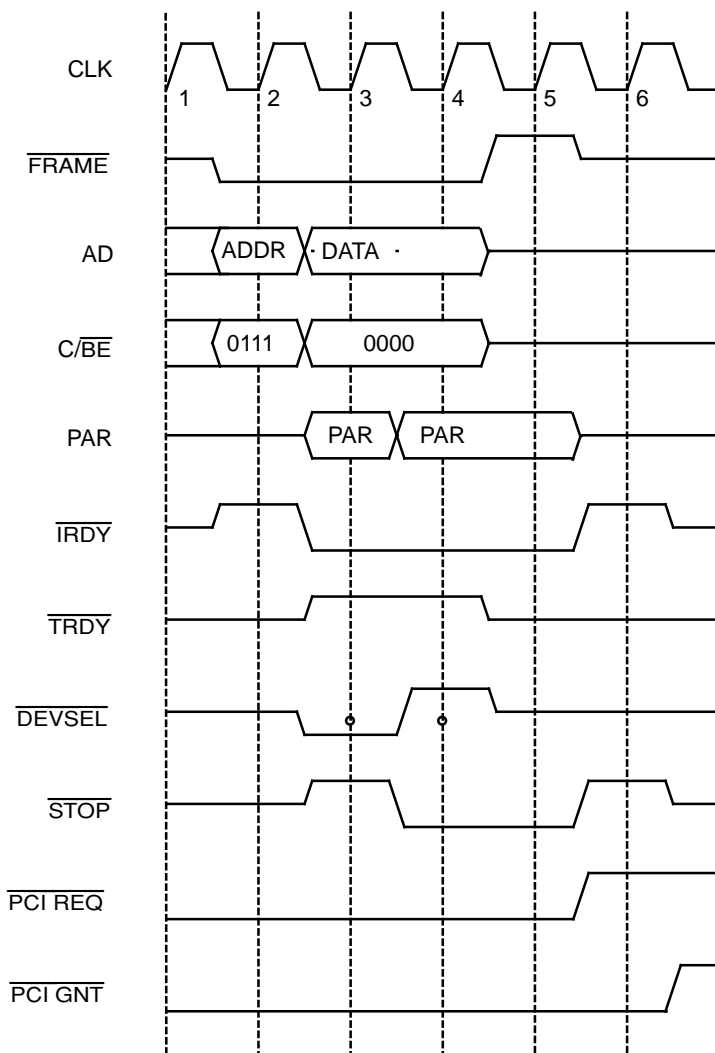 CLK
1 2 3 4 5 6
FRAME
AD ADDR DATA
C/BE 0111 0000
PAR PAR PAR
IRDY
TRDY
DEVSEL
STOP
PCI REQ
PCI GNT